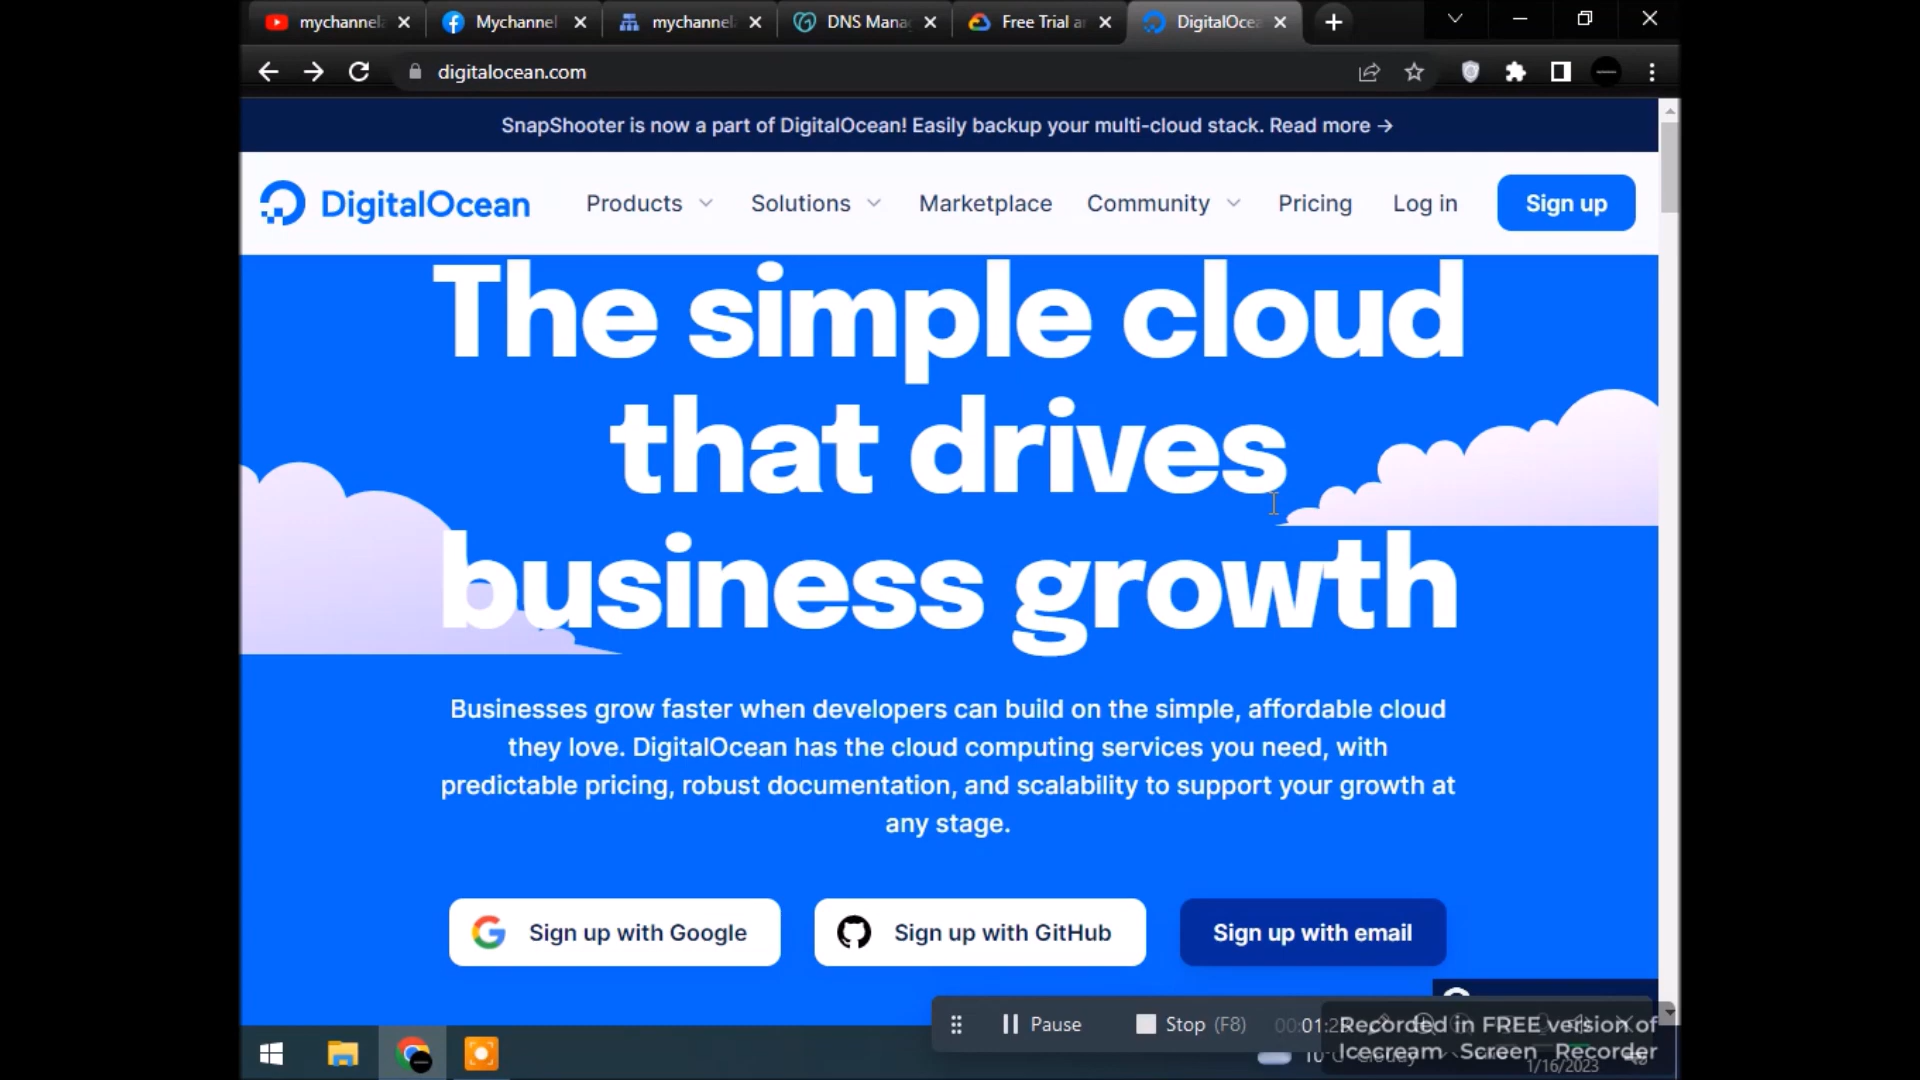 mychannel
Mychannel
mychannel
DNS Mana
Free Trial a
DigitalOce
digitalocean.com
SnapShooter is now a part of DigitalOcean! Easily backup your multi-cloud stack. Read more →
DigitalOcean
Products
Solutions
Marketplace
Community
Pricing
Log in
Sign up
The simple cloud
that drives
business growth
Businesses grow faster when developers can build on the simple, affordable cloud
they love. DigitalOcean has the cloud computing services you need, with
predictable pricing, robust documentation, and scalability to support your growth at
any stage.
Sign up with Google
Sign up with GitHub
Sign up with email
Pause
Stop (F8)
Recorded in FREE version of
Icecream Screen Recorder
1/16/2023